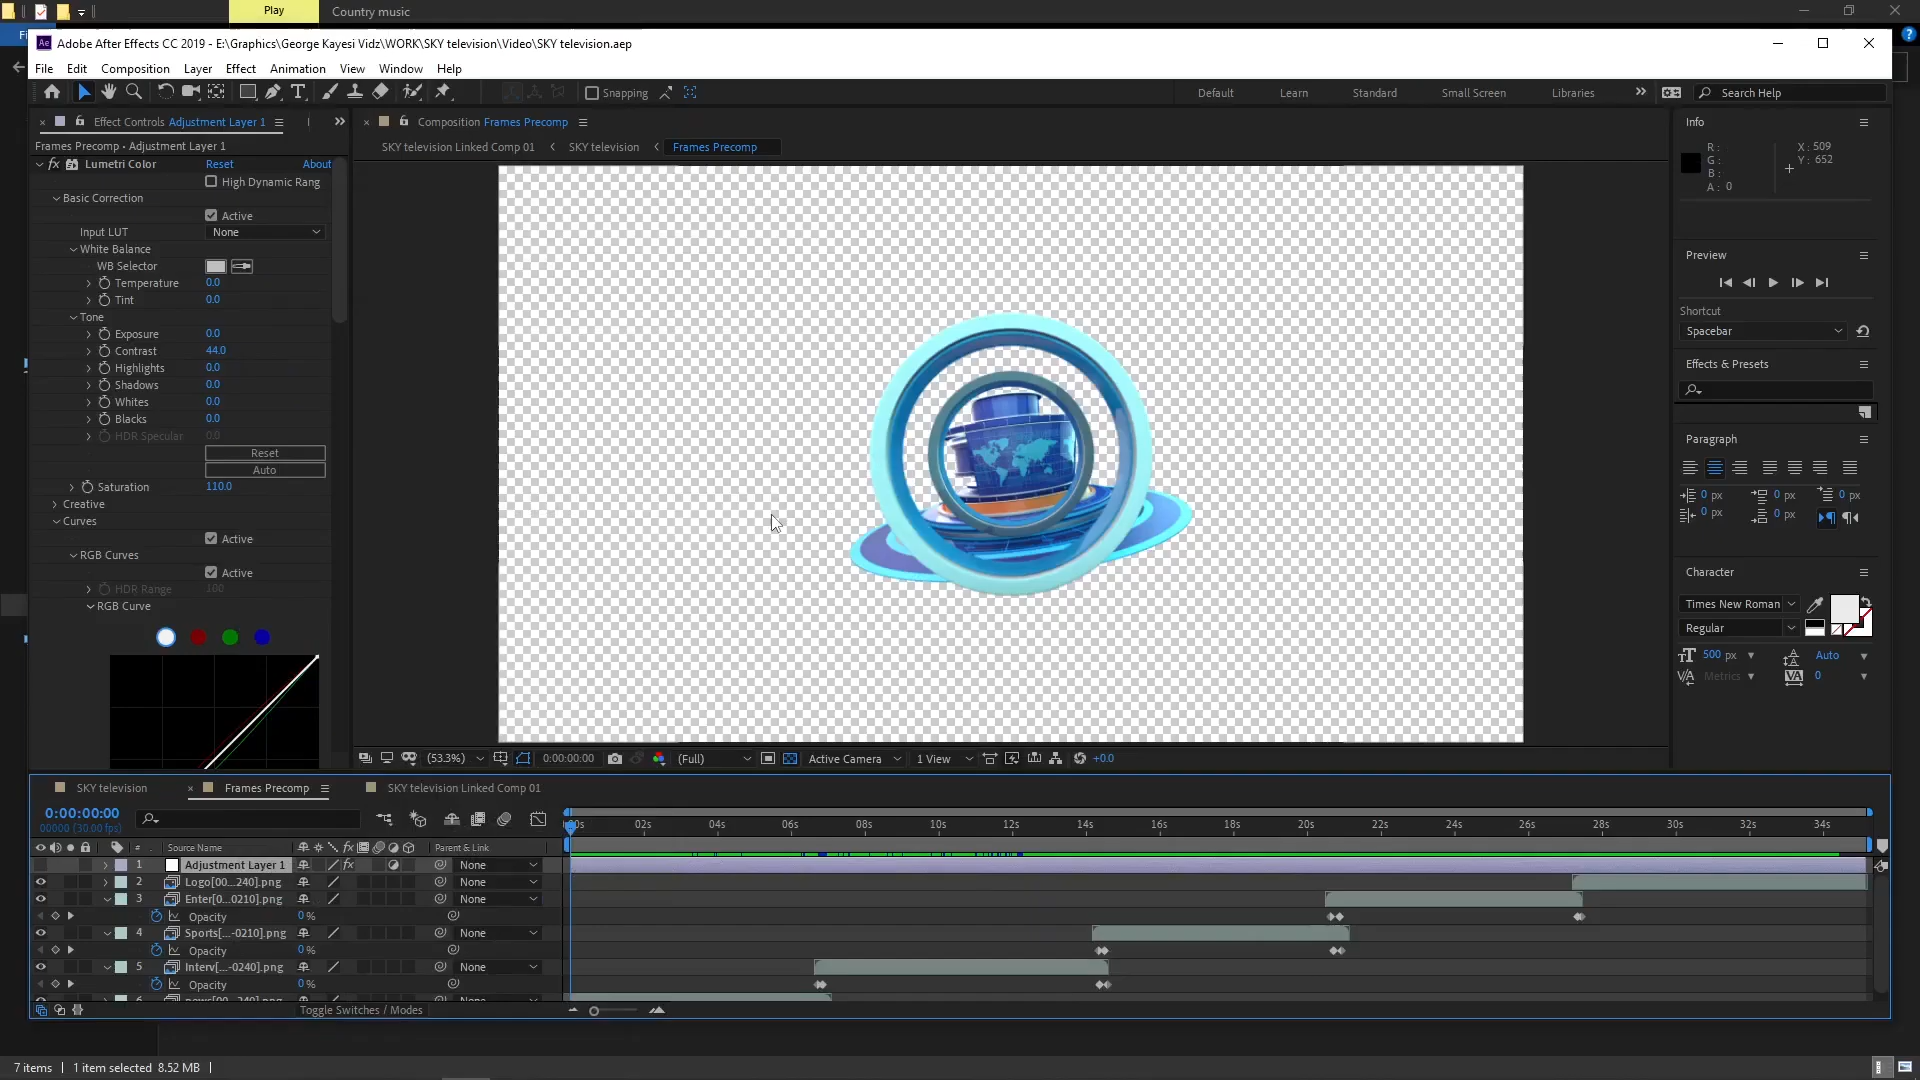 Play
Country music
Fi
Adobe After Effects CC 2019 - E:\Graphics\George Kayesi Vidz\WORK\SKY television\Video\SKY television.aep
File Edit Composition Layer Effect Animation View Window Help
Snapping
Default Learn Standard Small Screen Libraries
Search Help
Effect Controls Adjustment Layer 1
Frames Precomp • Adjustment Layer 1
fx Lumetri Color Reset About
High Dynamic Rang
Basic Correction
Active
Input LUT None
White Balance
WB Selector
Temperature 0.0
Tint 0.0
Tone
Exposure 0.0
Contrast 44.0
Highlights 0.0
Shadows 0.0
Whites 0.0
Blacks 0.0
HDR Specular 0.0
Reset
Auto
Saturation 110.0
Creative
Curves
Active
RGB Curves
Active
HDR Range 100
RGB Curve
Composition Frames Precomp
SKY television Linked Comp 01 SKY television Frames Precomp
(53.3%) 0:00:00:00 (Full) Active Camera 1 View +0.0
Info
R :
G :
B :
A : 0
X : 509
Y : 652
Preview
Shortcut
Spacebar
Effects & Presets
Paragraph
0 px 0 px 0 px
0 px 0 px
Character
Times New Roman
Regular
500 px Auto
Metrics 0
SKY television Frames Precomp SKY television Linked Comp 01
0:00:00:00
00000 (30.00 fps)
02s 04s 06s 08s 10s 12s 14s 16s 18s 20s 22s 24s 26s 28s 30s 32s 34s
# Source Name fx Parent & Link
1 Adjustment Layer 1 fx None
2 Logo[00...240].png None
3 Enter[0...0210].png None
Opacity 0 %
4 Sports[...-0210].png None
Opacity 0 %
5 Interv[...-0240].png None
Opacity 0 %
6 news[00...240].png None
Toggle Switches / Modes
7 items 1 item selected 8.52 MB